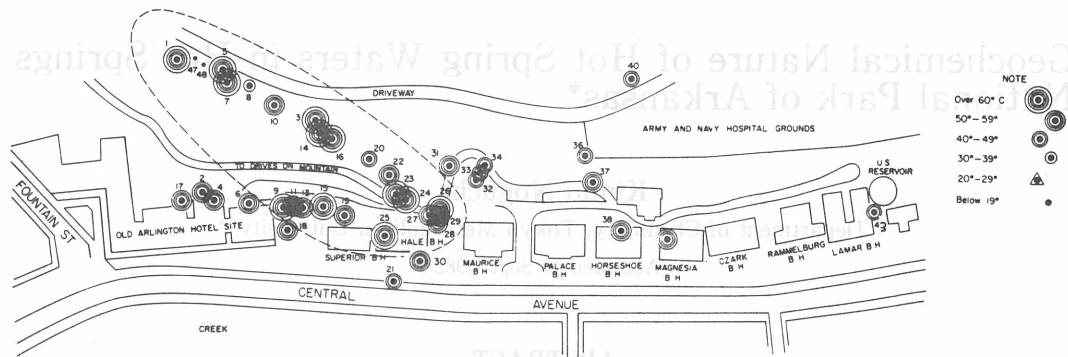 NOTE
Over 60° C
50°-59°
40°-49°
30°-39°
20°-29°
Below 19°
1
47
48
5
7
8
10
3
14
16
DRIVEWAY
40
ARMY AND NAVY HOSPITAL GROUNDS
36
37
34
33
32
31
20
22
23
24
26
27
29
28
TO DRIVES ON MOUNTAIN
17
2
4
6
9
11
13
15
19
18
25
30
21
38
43
U S
RESERVOIR
FOUNTAIN ST
OLD ARLINGTON HOTEL SITE
SUPERIOR B H
HALE B H
MAURICE
B H
PALACE
B H
HORSESHOE
B H
MAGNESIA
B H
OZARK
B H
RAMMELBURG
B H
LAMAR B H
CENTRAL
AVENUE
CREEK
Geochemical Nature of Hot Spring Waters in Hot Springs
National Park of Arkansas*